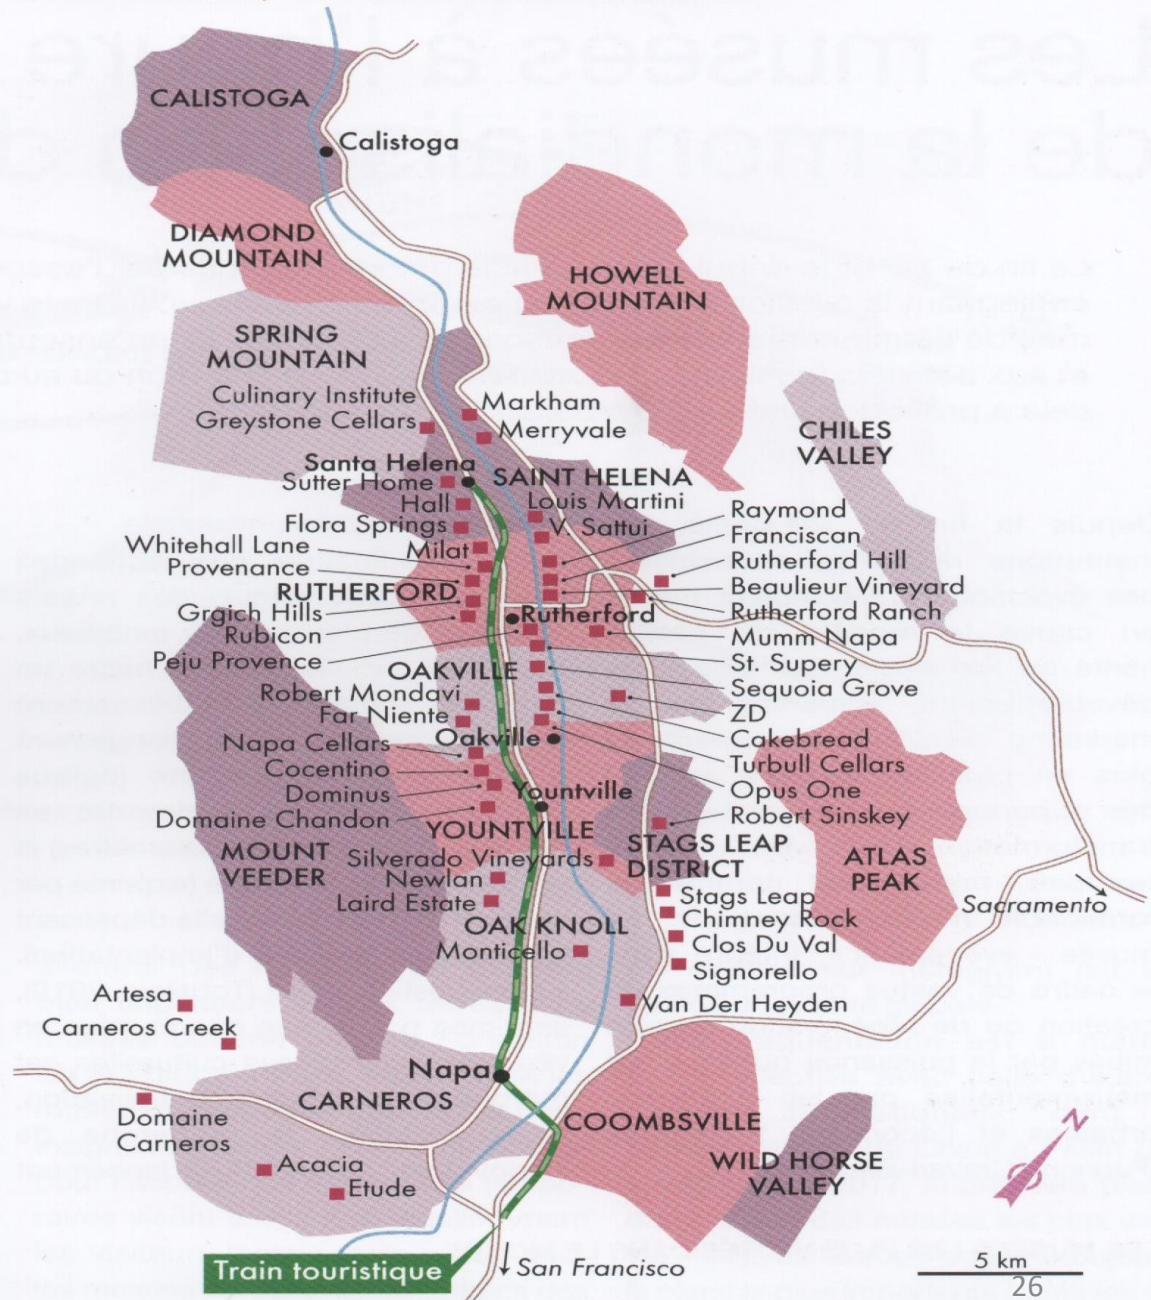 CALISTOGA
Calistoga
DIAMOND
MOUNTAIN
HOWELL
MOUNTAIN
SPRING
MOUNTAIN
Culinary Institute
Greystone Cellars
Markham
Merryvale
CHILES
VALLEY
Santa Helena
Sutter Home
SAINT HELENA
Hall
Louis Martini
Flora Springs
V. Sattui
Milat
Whitehall Lane
Provenance
RUTHERFORD
Grgich Hills
Rubicon
Peju Provence
Rutherford
Raymond
Franciscan
Rutherford Hill
Beaulieu Vineyard
Rutherford Ranch
Mumm Napa
St. Supery
Sequoia Grove
ZD
Cakebread
Turbull Cellars
Opus One
Robert Sinskey
OAKVILLE
Robert Mondavi
Far Niente
Oakville
Napa Cellars
Cocentino
Dominus
Domaine Chandon
Yountville
YOUNTVILLE
STAGS LEAP
DISTRICT
MOUNT
VEEDER
ATLAS
PEAK
Silverado Vineyards
Newlan
Laird Estate
Stags Leap
Chimney Rock
Clos Du Val
Signorello
Sacramento
OAK KNOLL
Monticello
Van Der Heyden
Artesa
Carneros Creek
Napa
CARNEROS
Domaine
Carneros
Acacia
Etude
COOMBSVILLE
WILD HORSE
VALLEY
N
Train touristique
San Francisco
5 km
26